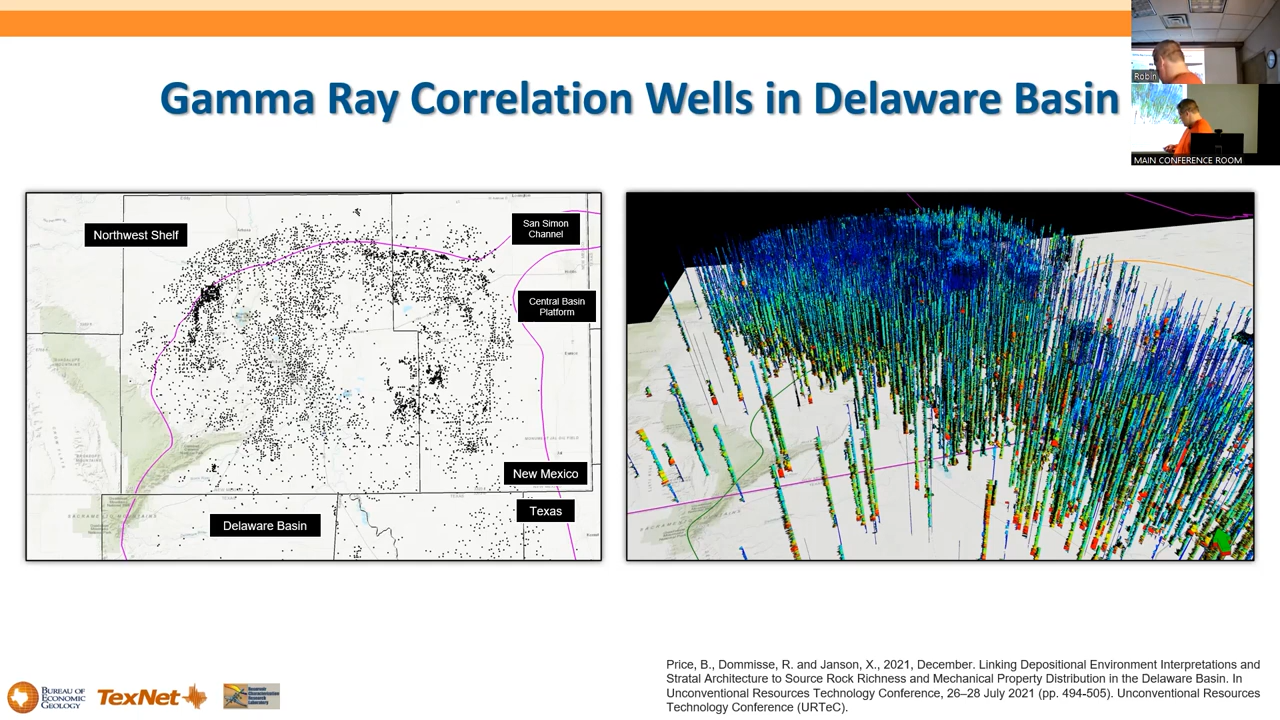 Gamma Ray Correlation Wells in Delaware Basin
Robin
MAIN CONFERENCE ROOM
Northwest Shelf
San Simon
Channel
Central Basin
Platform
New Mexico
Texas
Delaware Basin
Price, B., Dommisse, R. and Janson, X., 2021, December. Linking Depositional Environment Interpretations and
Stratal Architecture to Source Rock Richness and Mechanical Property Distribution in the Delaware Basin. In
Unconventional Resources Technology Conference, 26–28 July 2021 (pp. 494-505). Unconventional Resources
Technology Conference (URTeC).
BUREAU OF
ECONOMIC
GEOLOGY
TexNet